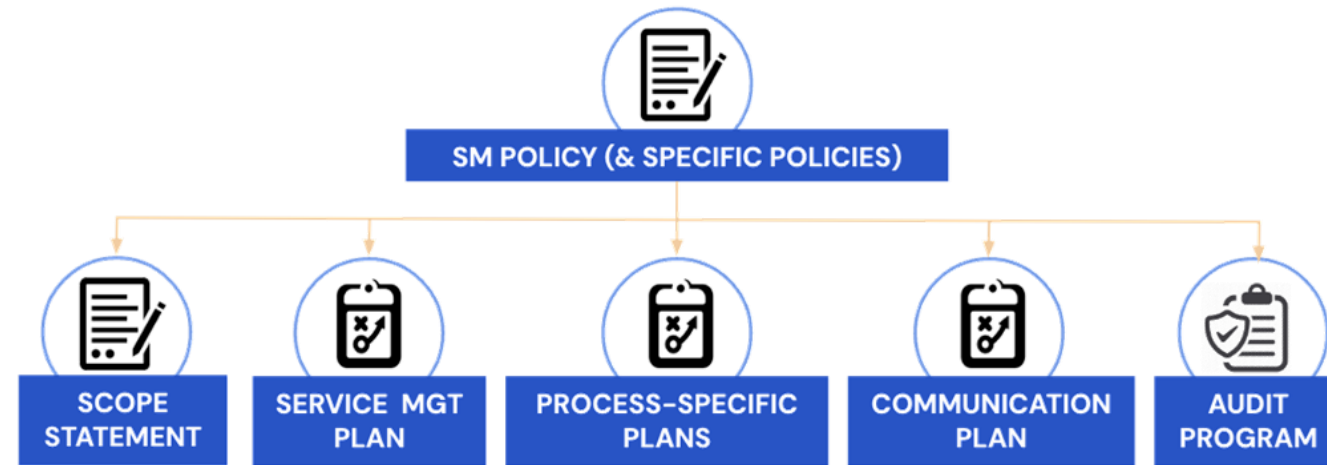 SM POLICY (& SPECIFIC POLICIES)
SCOPE
STATEMENT
SERVICE MGT
PLAN
PROCESS-SPECIFIC
PLANS
COMMUNICATION
PLAN
AUDIT
PROGRAM